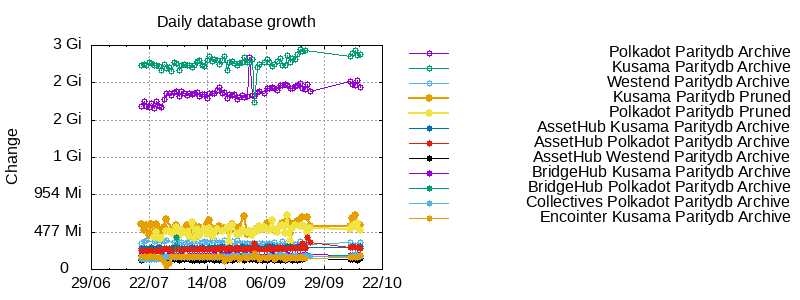 Daily database growth
Change
3 Gi
2 Gi
2 Gi
1 Gi
954 Mi
477 Mi
0
29/06
22/07
14/08
06/09
29/09
22/10
Polkadot Paritydb Archive
Kusama Paritydb Archive
Westend Paritydb Archive
Kusama Paritydb Pruned
Polkadot Paritydb Pruned
AssetHub Kusama Paritydb Archive
AssetHub Polkadot Paritydb Archive
AssetHub Westend Paritydb Archive
BridgeHub Kusama Paritydb Archive
BridgeHub Polkadot Paritydb Archive
Collectives Polkadot Paritydb Archive
Encointer Kusama Paritydb Archive